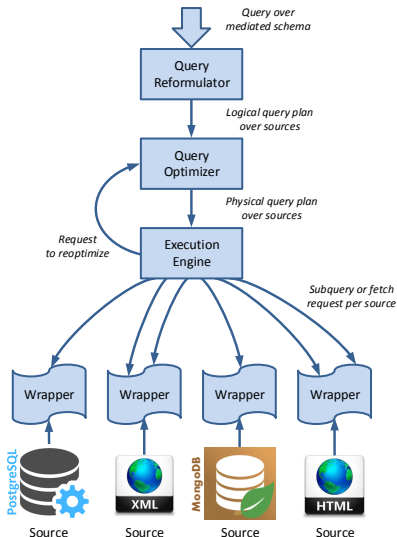 Query over
mediated schema
Query
Reformulator
Logical query plan
over sources
Query
Optimizer
Physical query plan
over sources
Request
to reoptimize
Execution
Engine
Subquery or fetch
request per source
Wrapper
Wrapper
Wrapper
Wrapper
PostgreSQL
XML
MongoDB
HTML
Source
Source
Source
Source